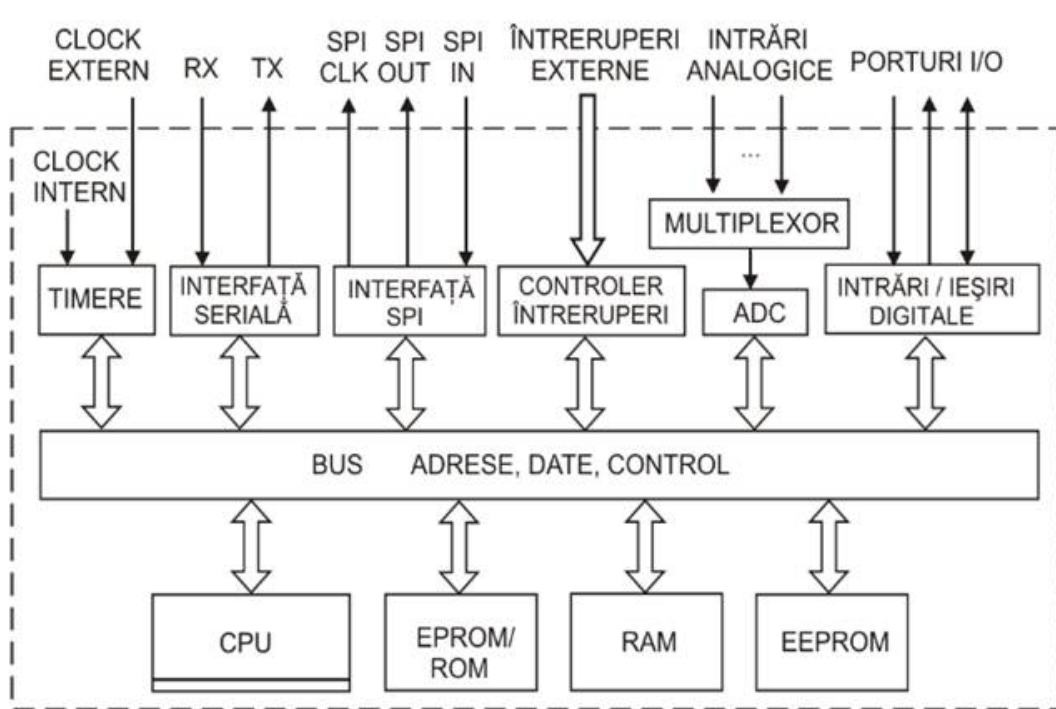 CLOCK
EXTERN
RX
TX
SPI
CLK
SPI
OUT
SPI
IN
ÎNTRERUPERI
EXTERNE
INTRĂRI
ANALOGICE
PORTURI I/O
CLOCK
INTERN
...
MULTIPLEXOR
TIMERE
INTERFAȚĂ
SERIALĂ
INTERFAȚĂ
SPI
CONTROLER
ÎNTRERUPERI
ADC
INTRĂRI / IEȘIRI
DIGITALE
BUS ADRESE, DATE, CONTROL
CPU
EPROM/
ROM
RAM
EEPROM